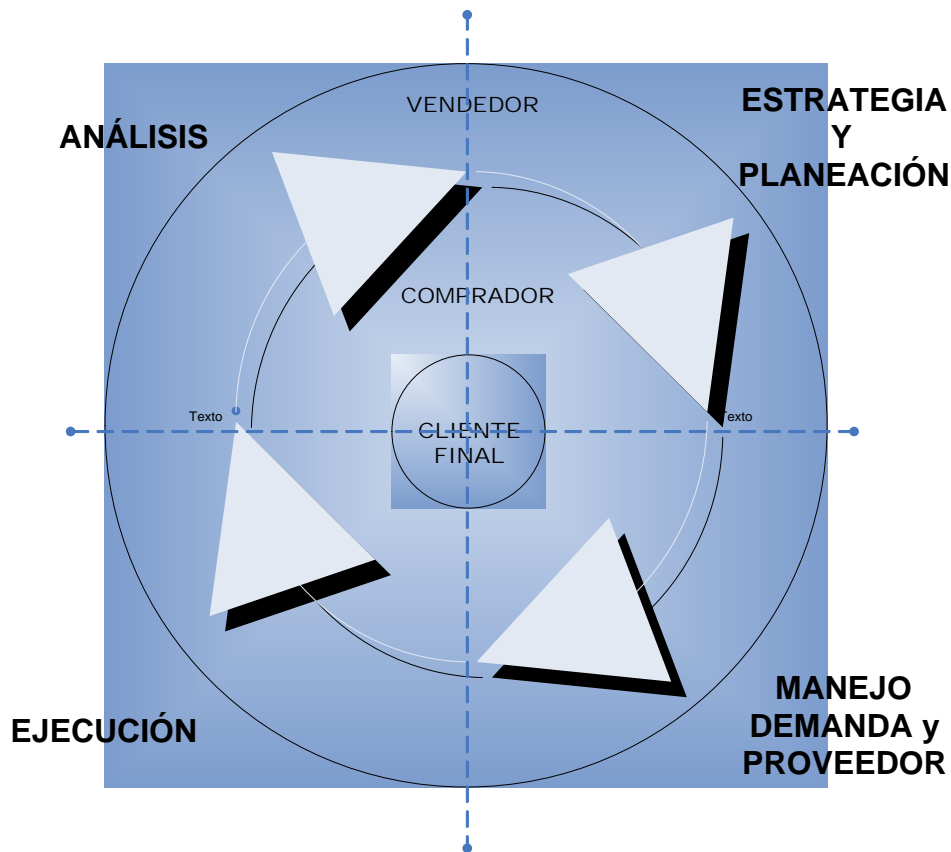 VENDEDOR
ESTRATEGIA
Y
PLANEACIÓN
ANÁLISIS
COMPRADOR
Texto
Texto
CLIENTE
FINAL
MANEJO
DEMANDA y
PROVEEDOR
EJECUCIÓN